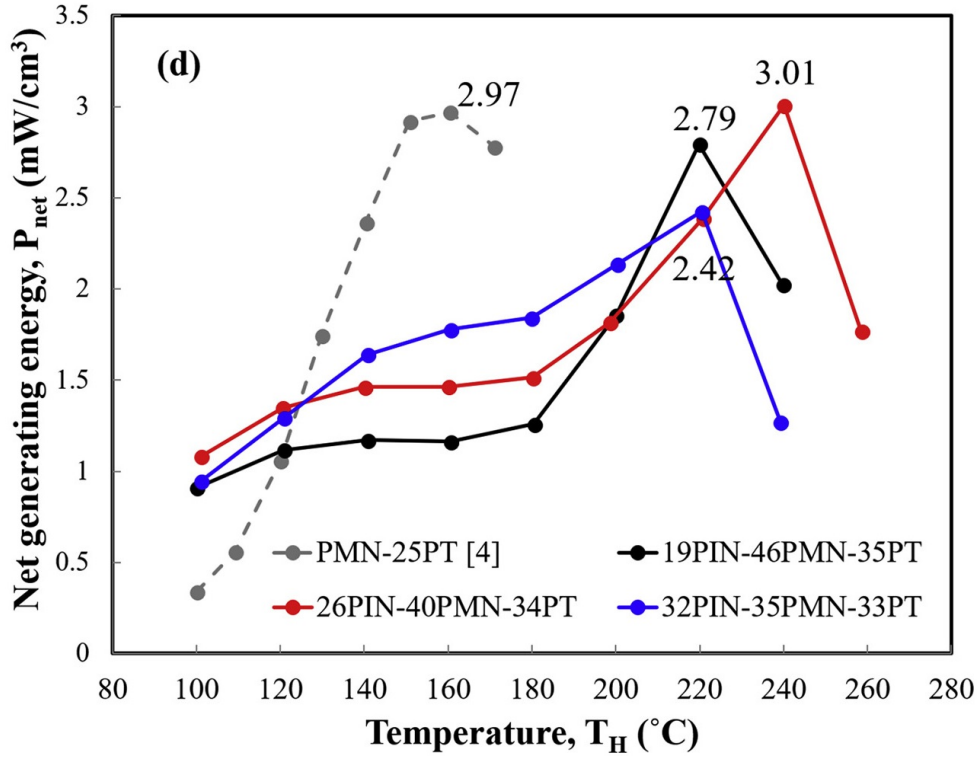 (d)
Net generating energy, P_net (mW/cm³)
3.5
3
2.5
2
1.5
1
0.5
0
2.97
2.79
3.01
2.42
PMN-25PT [4]
19PIN-46PMN-35PT
26PIN-40PMN-34PT
32PIN-35PMN-33PT
80 100 120 140 160 180 200 220 240 260 280
Temperature, T_H (˚C)